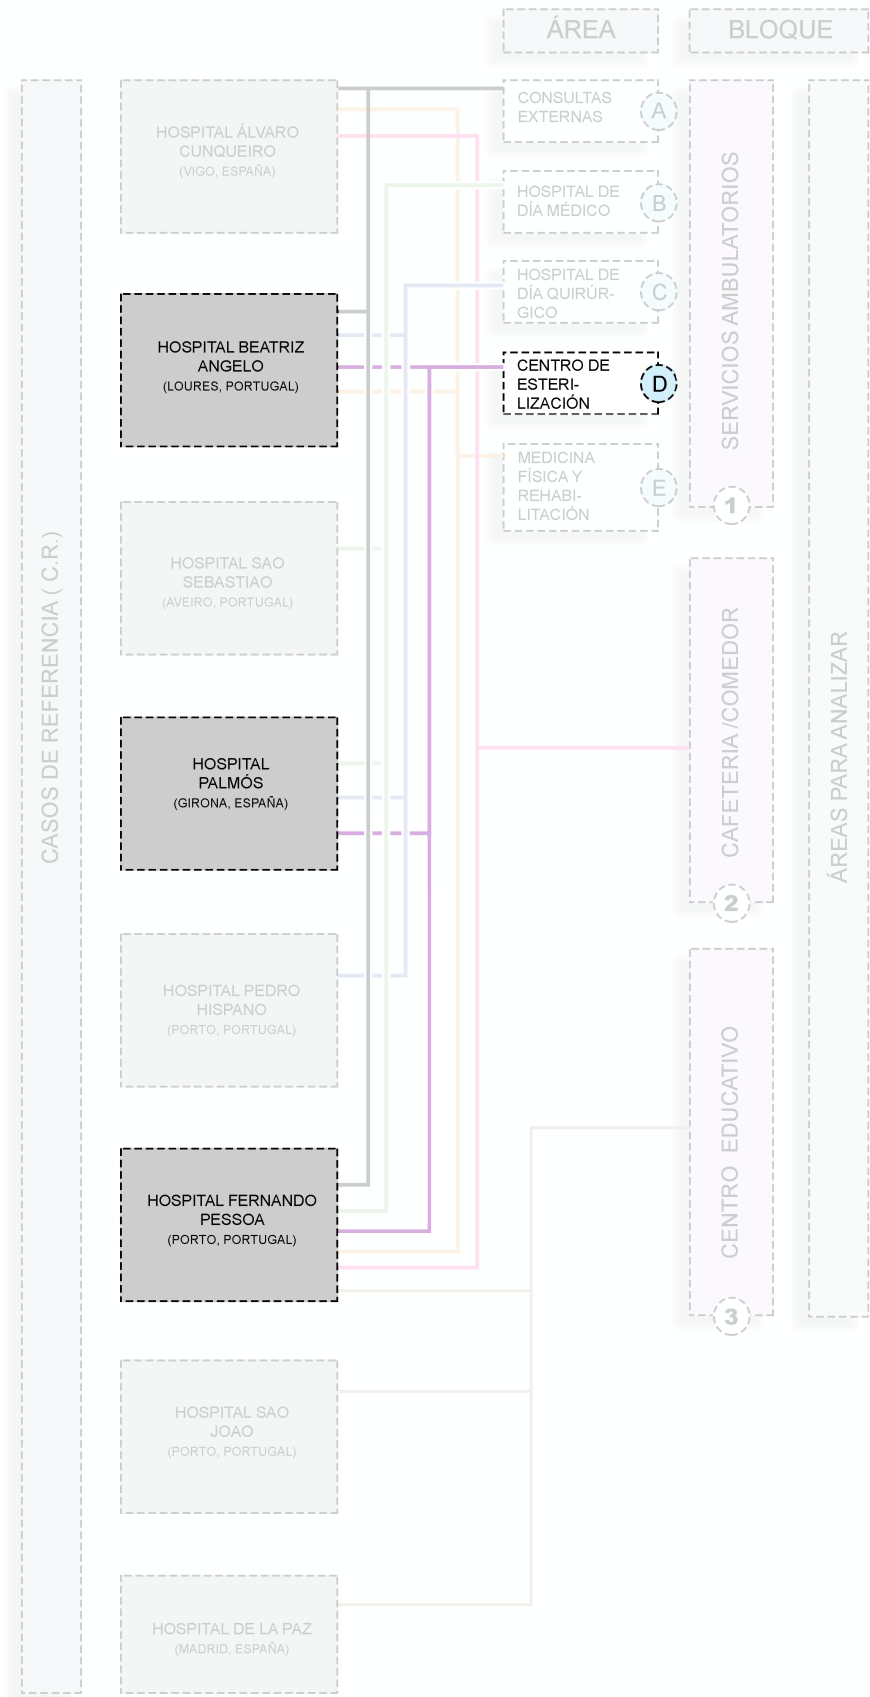 ÁREA
BLOQUE
CASOS DE REFERENCIA ( C.R.)
HOSPITAL ÁLVARO
CUNQUEIRO
(VIGO, ESPAÑA)
HOSPITAL BEATRIZ
ANGELO
(LOURES, PORTUGAL)
HOSPITAL SAO
SEBASTIAO
(AVEIRO, PORTUGAL)
HOSPITAL
PALMÓS
(GIRONA, ESPAÑA)
HOSPITAL PEDRO
HISPANO
(PORTO, PORTUGAL)
HOSPITAL FERNANDO
PESSOA
(PORTO, PORTUGAL)
HOSPITAL SAO
JOAO
(PORTO, PORTUGAL)
HOSPITAL DE LA PAZ
(MADRID, ESPAÑA)
CONSULTAS
EXTERNAS
A
HOSPITAL DE
DÍA MÉDICO
B
HOSPITAL DE
DÍA QUIRÚR-
GICO
C
CENTRO DE
ESTERI-
LIZACIÓN
D
MEDICINA
FÍSICA Y
REHABI-
LITACIÓN
E
SERVICIOS AMBULATORIOS
1
CAFETERIA /COMEDOR
2
CENTRO EDUCATIVO
3
ÁREAS PARA ANALIZAR